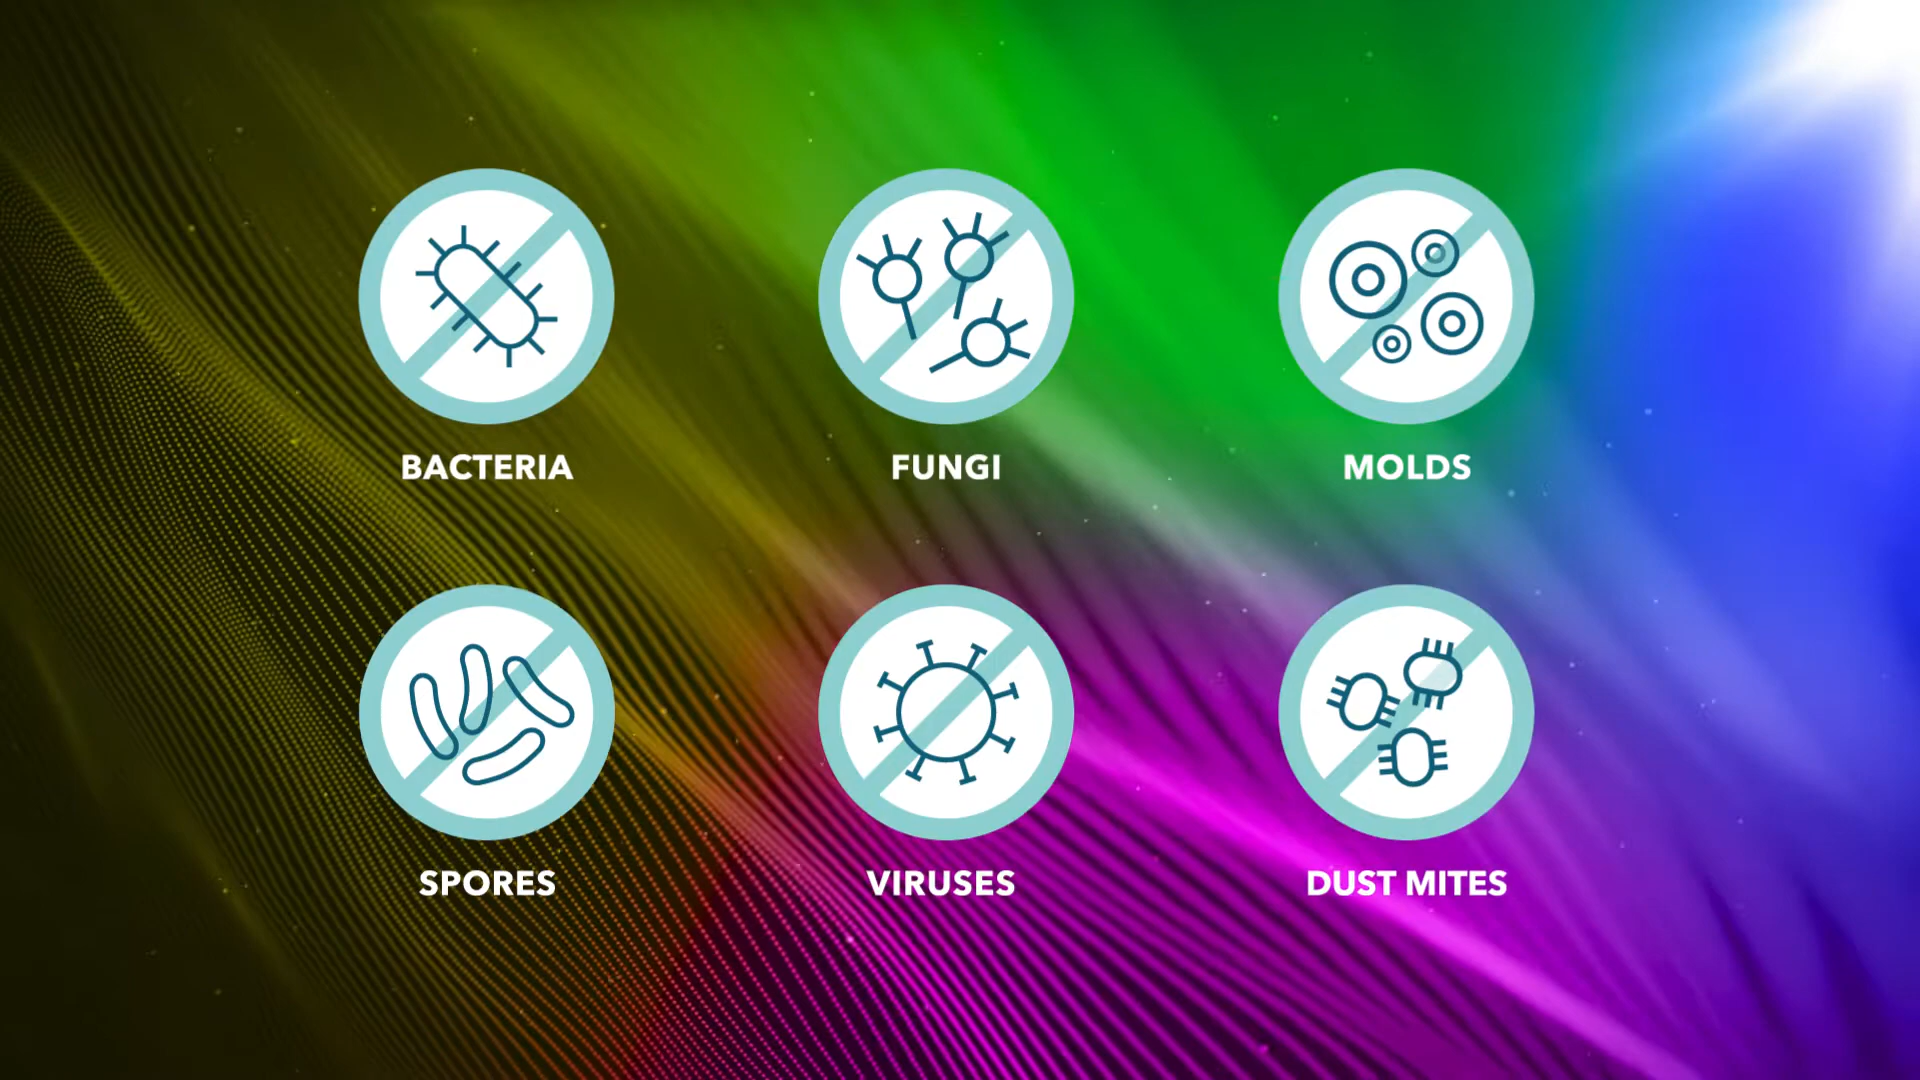 BACTERIA
FUNGI
MOLDS
SPORES
VIRUSES
DUST MITES